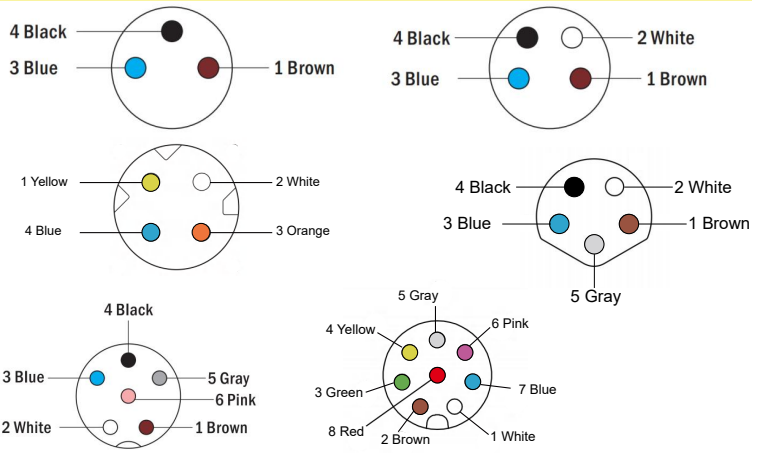 4 Black
3 Blue
1 Brown
4 Black
2 White
3 Blue
1 Brown
1 Yellow
2 White
4 Blue
3 Orange
4 Black
2 White
3 Blue
1 Brown
5 Gray
4 Black
3 Blue
5 Gray
6 Pink
2 White
1 Brown
5 Gray
4 Yellow
6 Pink
3 Green
7 Blue
8 Red
2 Brown
1 White